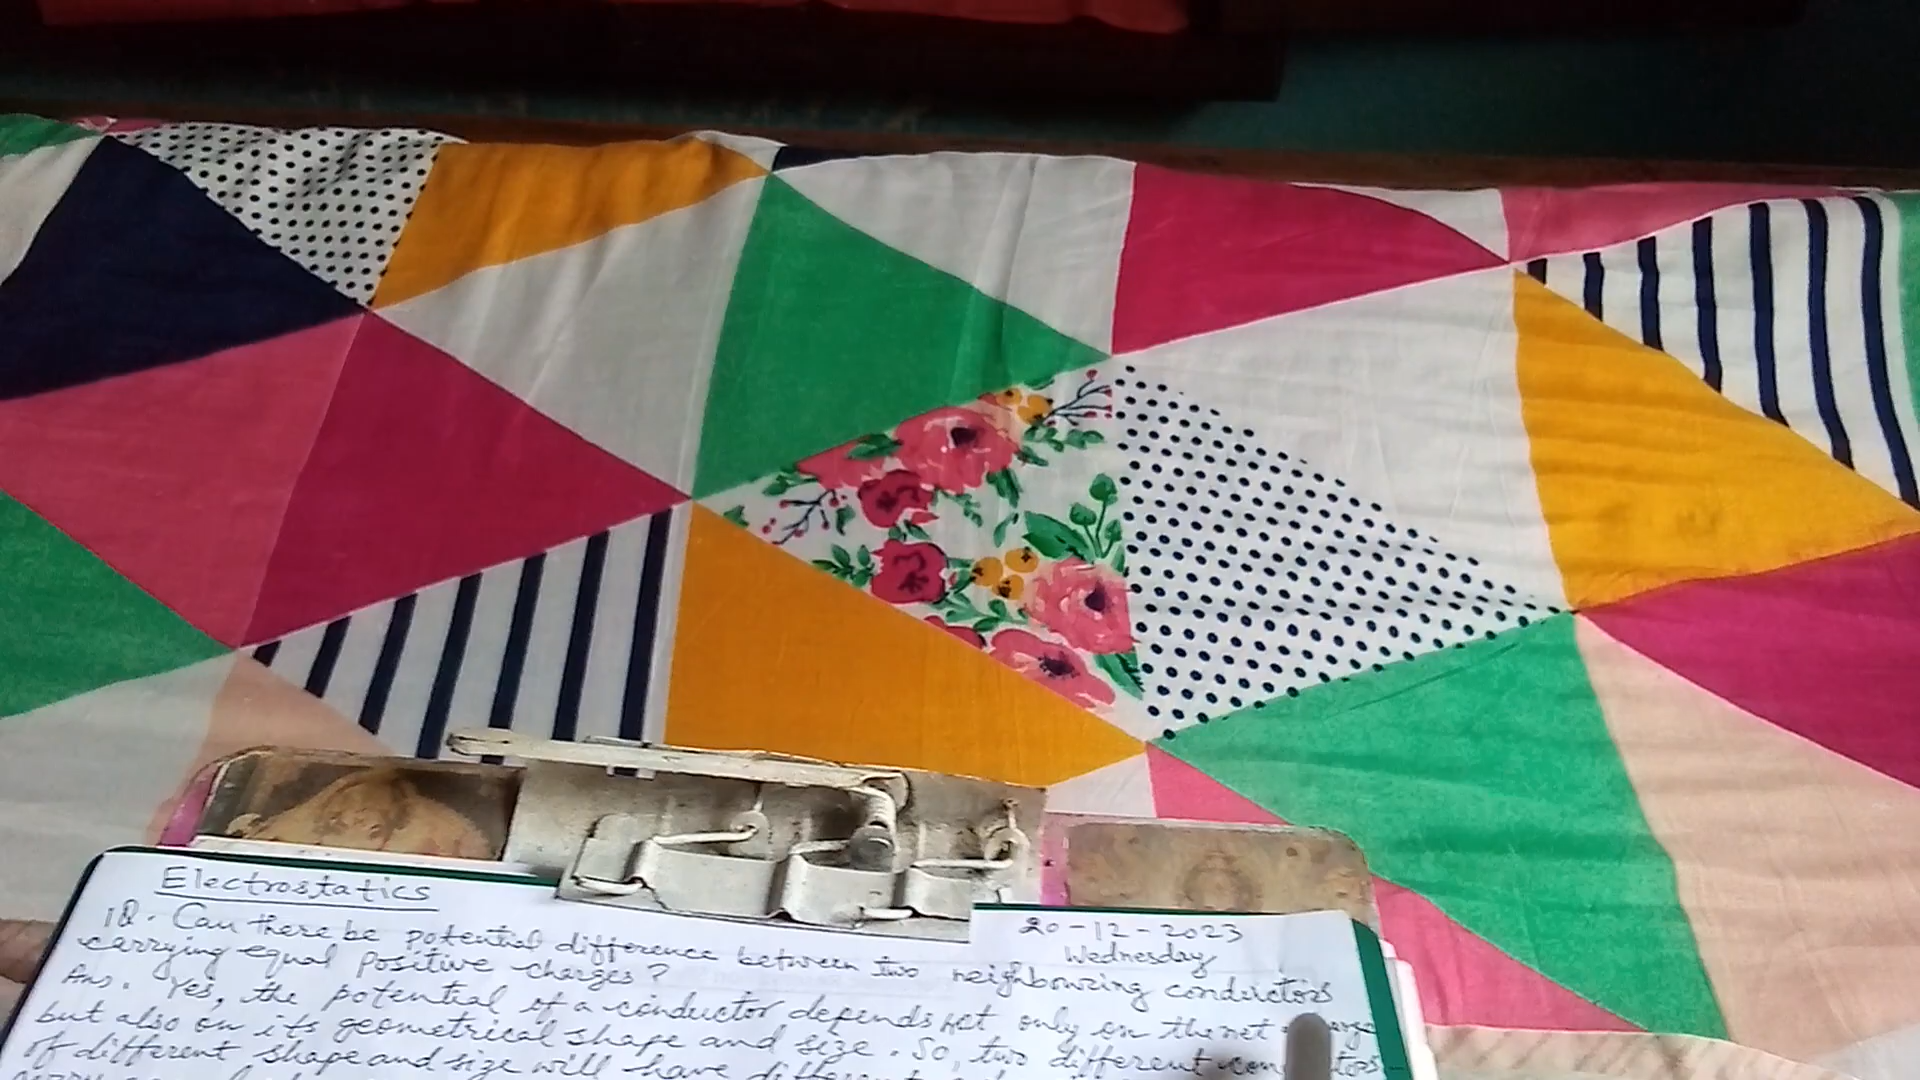 Electrostatics
20-12-2023
Wednesday
1Q. Can there be potential difference between two neighbouring conductors
carrying equal positive charges?
Ans. Yes, the potential of a conductor depends not only on the net
but also on its geometrical shape and size. So, two different
of different shape and size will have different